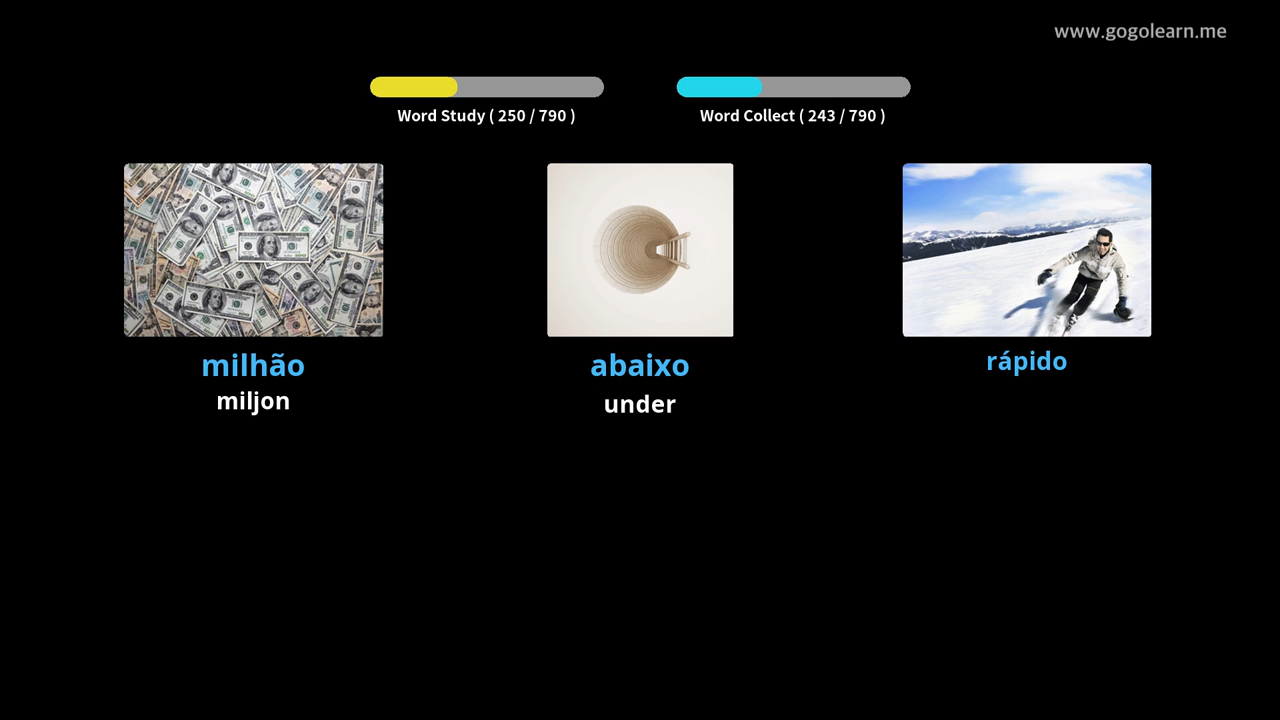 www.gogolearn.me
Word Study ( 250 / 790 )
Word Collect ( 243 / 790 )
milhão
miljon
abaixo
under
rápido